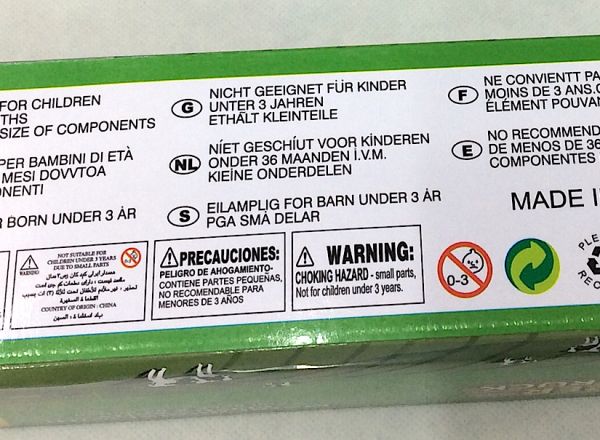 FOR CHILDREN
THS
SIZE OF COMPONENTS
PER BAMBINI DI ETÀ
MESI DOVVTOA
ONENTI
R BORN UNDER 3 ÅR
G NICHT GEEIGNET FÜR KINDER
UNTER 3 JAHREN
ETHÄLT KLEINTEILE
NL NÍET GESCHÍUT VOOR KÍNDEREN
ONDER 36 MAANDEN İ.V.M.
KIEÍNE ONDERDELEN
S EILAMPLIG FOR BARN UNDER 3 ÅR
PGA SMÅ DELAR
F NE CONVIENTT PA
MOINS DE 3 ANS.C
ÉLÉMENT POUVAN
E NO RECOMMEND
DE MENOS DE 36
COMPONENTES
MADE I
WARNING:
NOT SUITABLE FOR
CHILDREN UNDER 3 YEARS
DUE TO SMALL PARTS
COUNTRY OF ORIGIN : CHINA
PRECAUCIONES:
PELIGRO DE AHOGAMIENTO-
CONTIENE PARTES PEQUEÑAS,
NO RECOMENDABLE PARA
MENORES DE 3 AÑOS
WARNING:
CHOKING HAZARD - small parts,
Not for children under 3 years.
0-3
PLE
REC